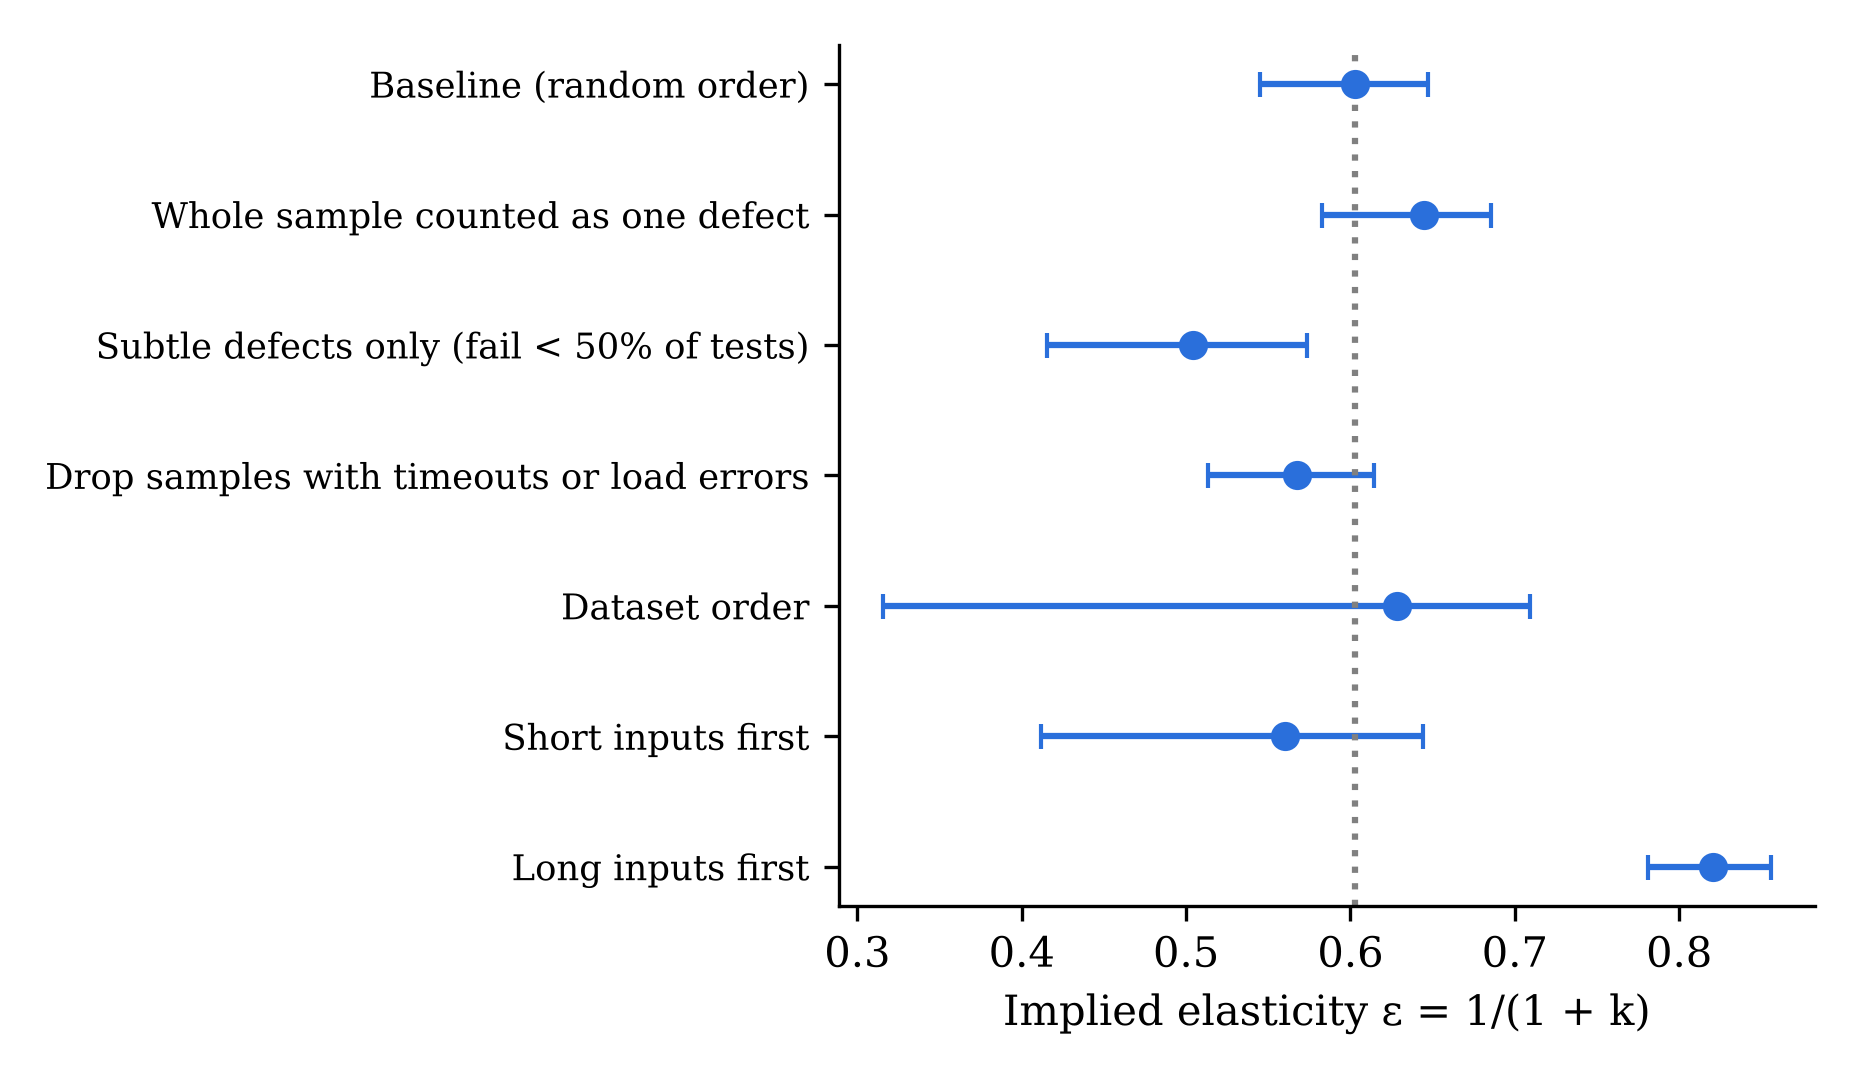 Baseline (random order)
Whole sample counted as one defect
Subtle defects only (fail < 50% of tests)
Drop samples with timeouts or load errors
Dataset order
Short inputs first
Long inputs first
0.3 0.4 0.5 0.6 0.7 0.8
Implied elasticity ε = 1/(1 + k)